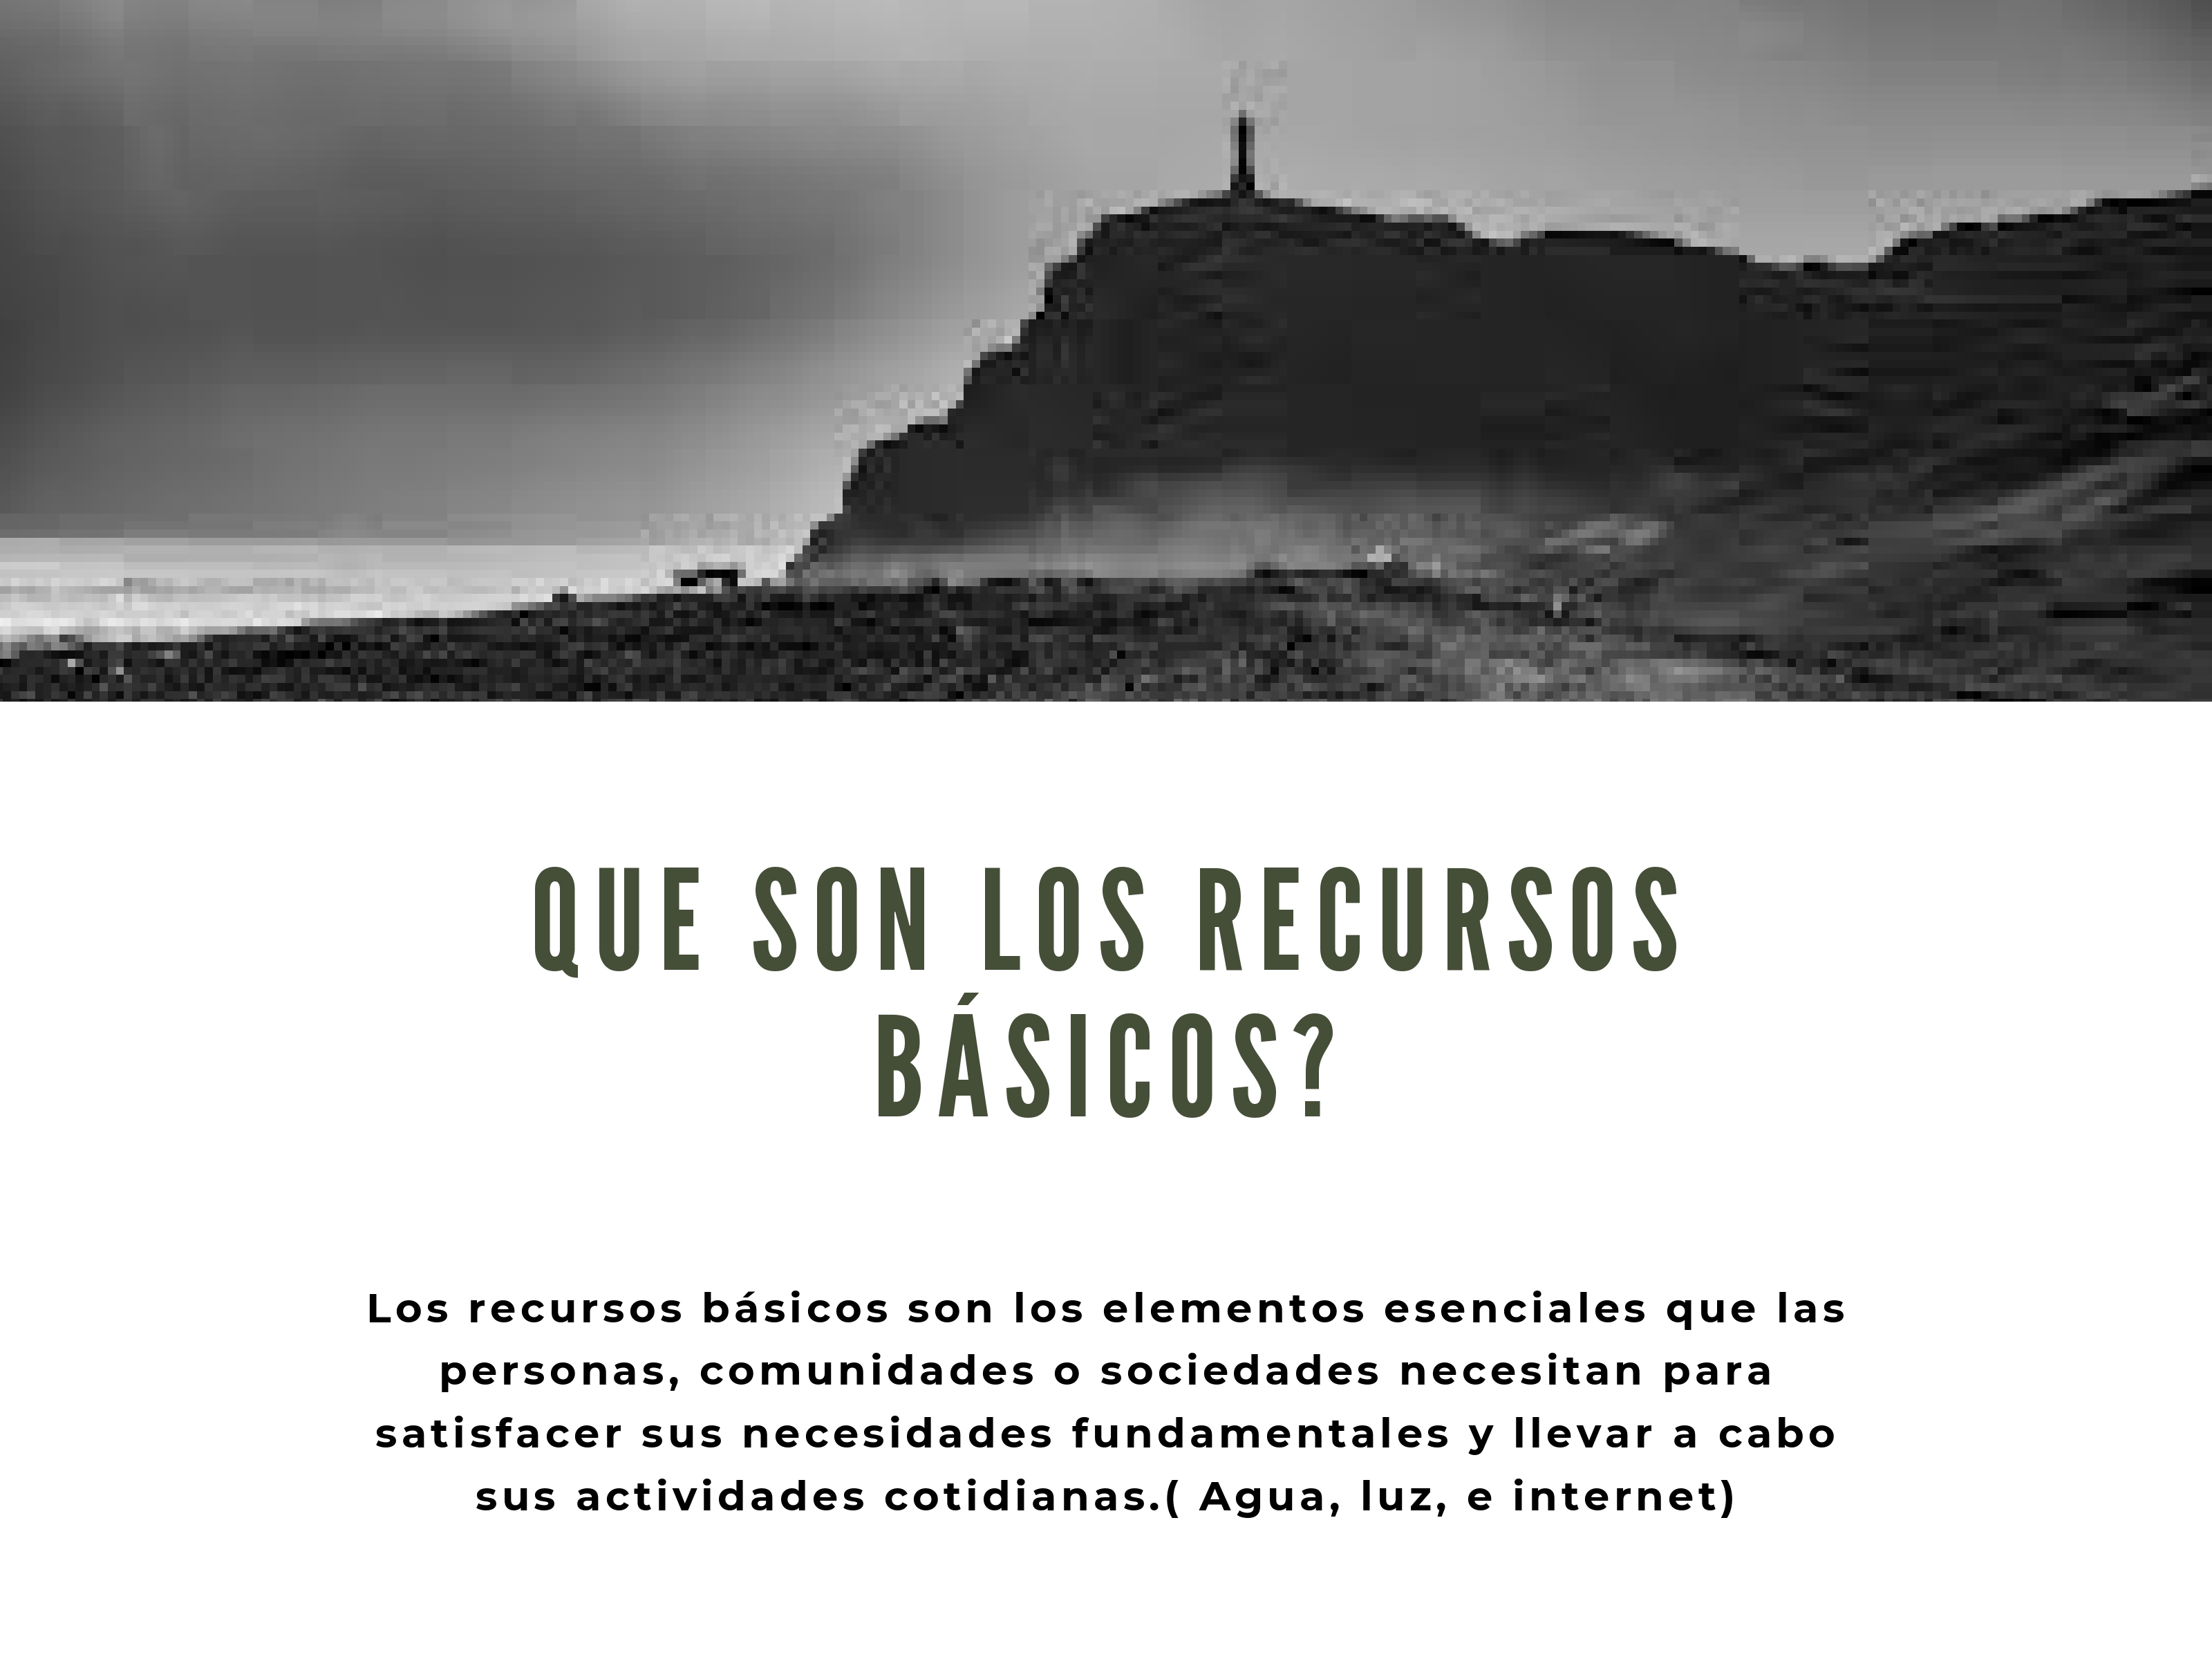 QUE SON LOS RECURSOS
BÁSICOS?
Los recursos básicos son los elementos esenciales que las
personas, comunidades o sociedades necesitan para
satisfacer sus necesidades fundamentales y llevar a cabo
sus actividades cotidianas.( Agua, luz, e internet)